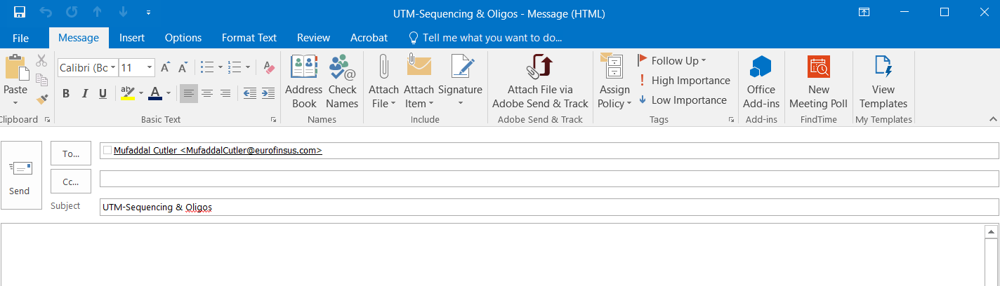 UTM-Sequencing & Oligos - Message (HTML)
File Message Insert Options Format Text Review Acrobat Tell me what you want to do...
Calibri (Bc 11
Paste
B I U ab A
Address Book
Check Names
Attach File
Attach Item
Signature
Attach File via Adobe Send & Track
Assign Policy
Follow Up
High Importance
Low Importance
Office Add-ins
New Meeting Poll
View Templates
Clipboard Basic Text Names Include Adobe Send & Track Tags Add-ins FindTime My Templates
Send
To... Mufaddal Cutler <MufaddalCutler@eurofinsus.com>
Cc...
Subject UTM-Sequencing & Oligos